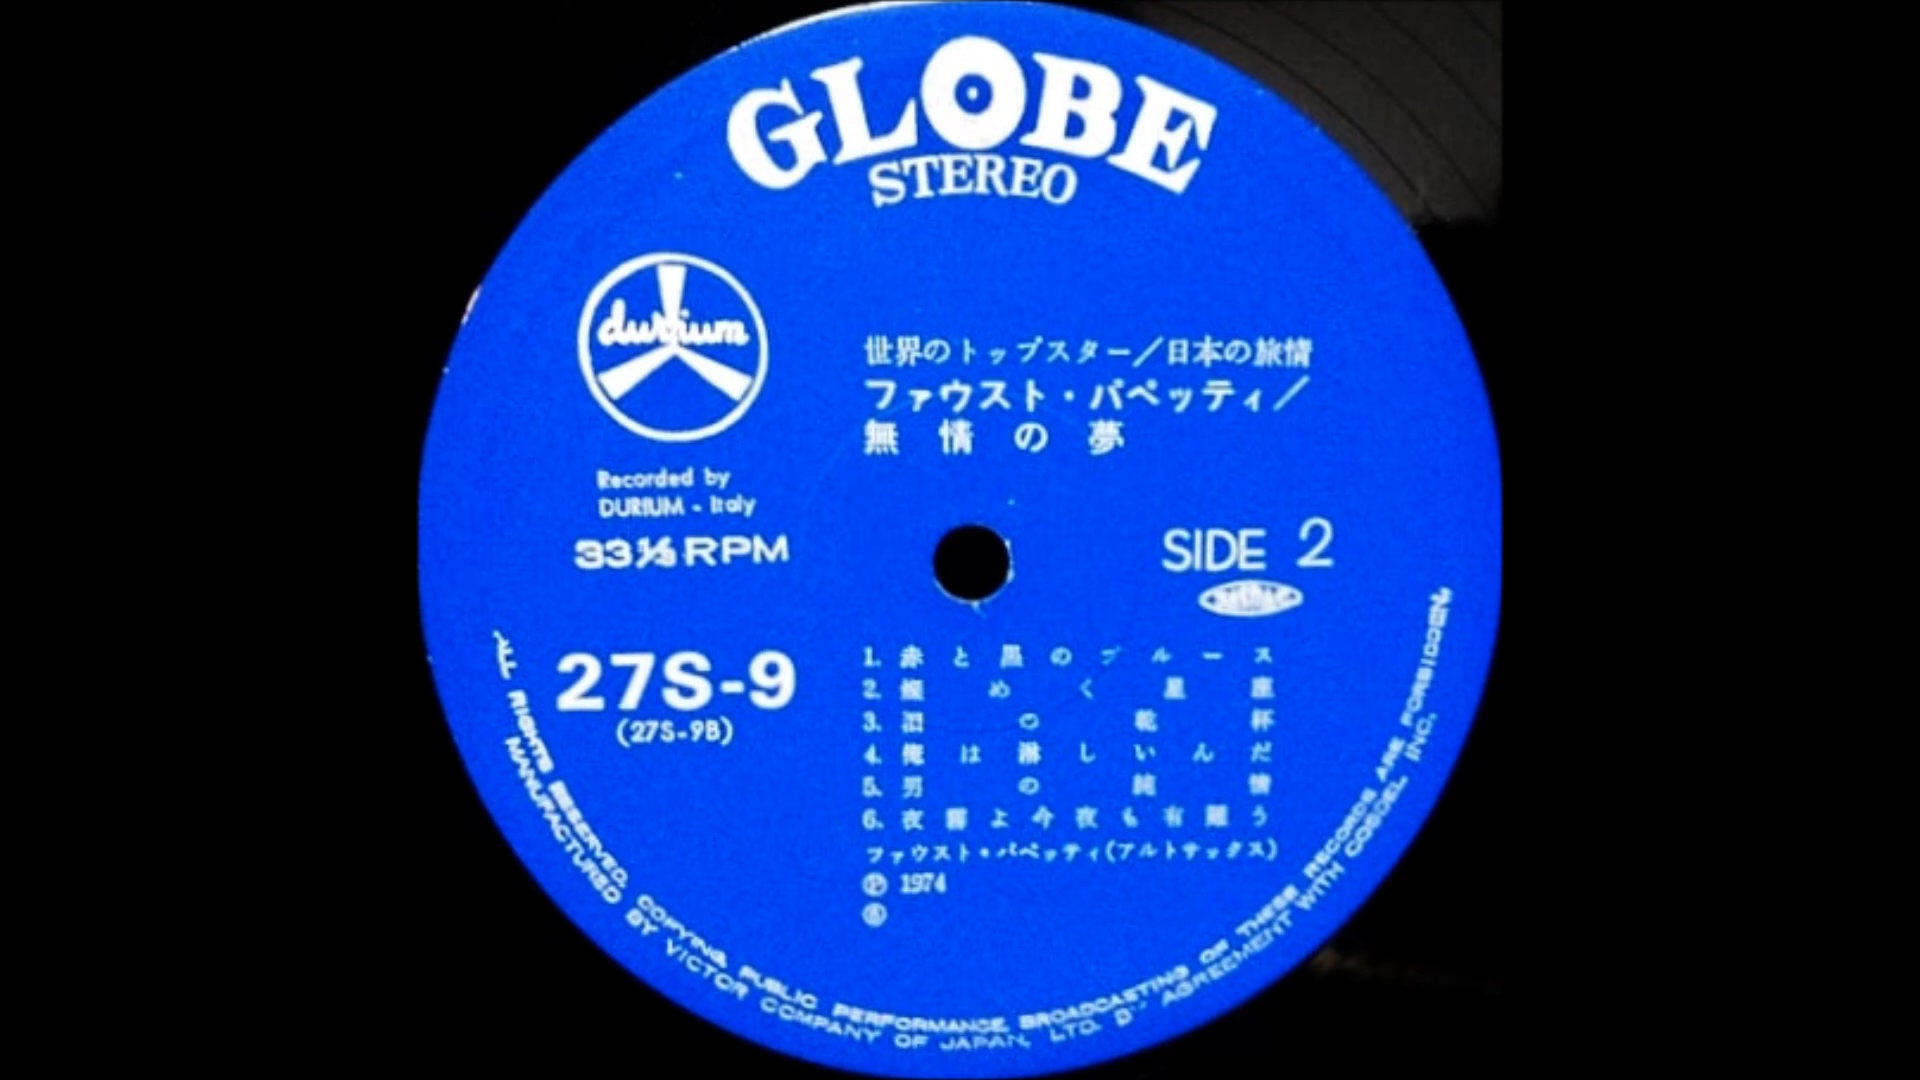 GLOBE
STEREO
durium
Recorded by
DURIUM - Italy
33⅓ RPM
27S-9
(27S-9B)
世界のトップスター／日本の旅情
ファウスト・パペッティ／
無情の夢
SIDE 2
1. 赤と黒のブルース
2. 煌めく星座
3. 泪の乾杯
4. 俺は淋しいんだ
5. 男の純情
6. 夜霧よ今夜も有難う
ファウスト・パペッティ(アルトサックス)
Ⓟ 1974
ALL RIGHTS RESERVED, COPYING, PUBLIC PERFORMANCE, BROADCASTING OF THESE RECORDS ARE FORBIDDEN
MANUFACTURED BY VICTOR COMPANY OF JAPAN, LTD. BY AGREEMENT WITH COSDEL INC.